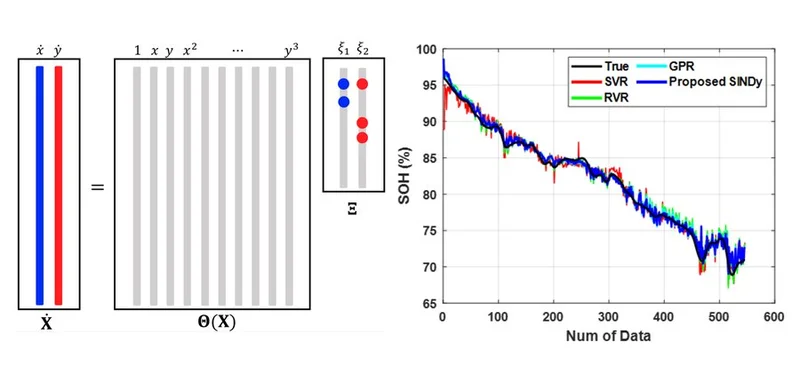 ẋ ẏ
1 x y x² ... y³
ξ₁ ξ₂
=
Ẋ
Θ(X)
Ξ
100
95
90
85
80
75
70
65
SOH (%)
True
SVR
RVR
GPR
Proposed SINDy
0 100 200 300 400 500 600
Num of Data